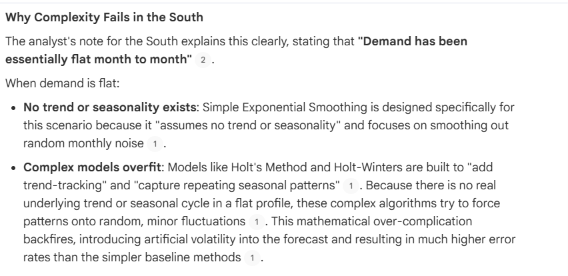 Why Complexity Fails in the South
The analyst's note for the South explains this clearly, stating that "Demand has been
essentially flat month to month" 2 .
When demand is flat:
• No trend or seasonality exists: Simple Exponential Smoothing is designed specifically for
this scenario because it "assumes no trend or seasonality" and focuses on smoothing out
random monthly noise 1 .
• Complex models overfit: Models like Holt's Method and Holt-Winters are built to "add
trend-tracking" and "capture repeating seasonal patterns" 1 . Because there is no real
underlying trend or seasonal cycle in a flat profile, these complex algorithms try to force
patterns onto random, minor fluctuations 1 . This mathematical over-complication
backfires, introducing artificial volatility into the forecast and resulting in much higher error
rates than the simpler baseline methods 1 .